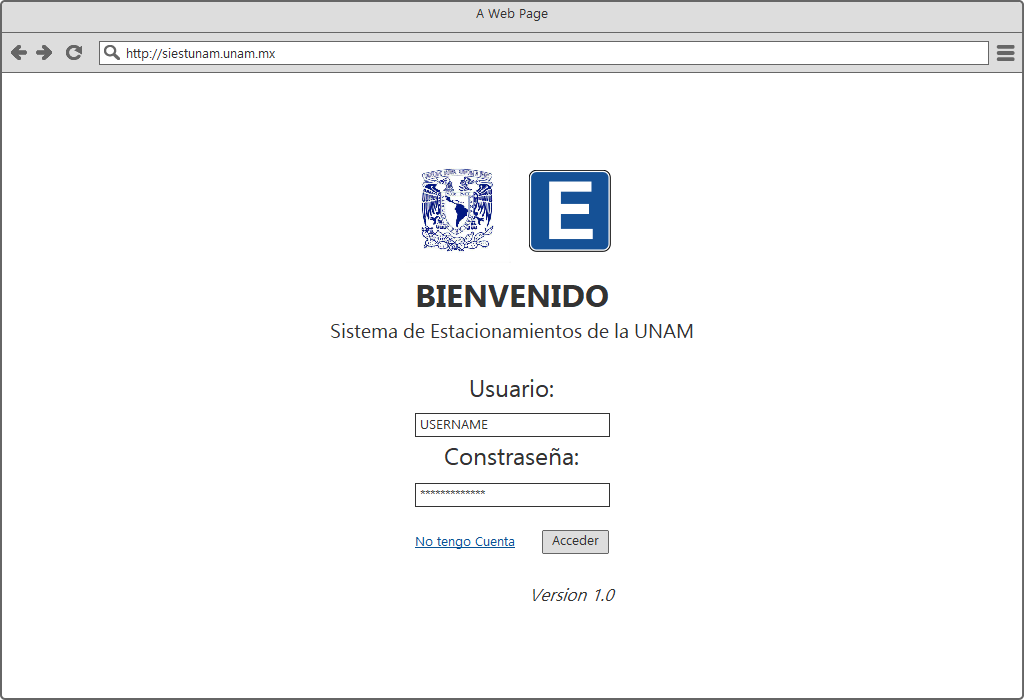 A Web Page
http://siestunam.unam.mx
E
BIENVENIDO
Sistema de Estacionamientos de la UNAM
Usuario:
USERNAME
Constraseña:
*************
No tengo Cuenta
Acceder
Version 1.0